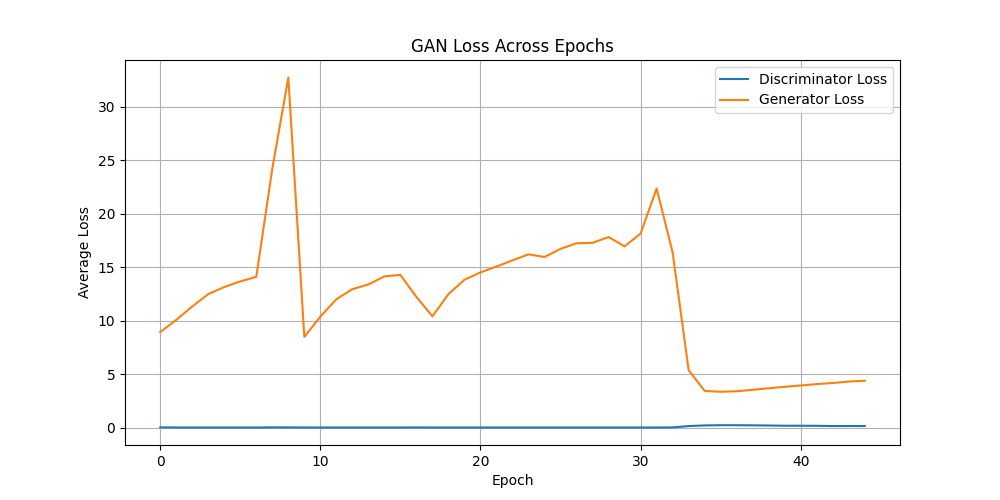 GAN Loss Across Epochs
Discriminator Loss
Generator Loss
Average Loss
30
25
20
15
10
5
0
0 10 20 30 40
Epoch